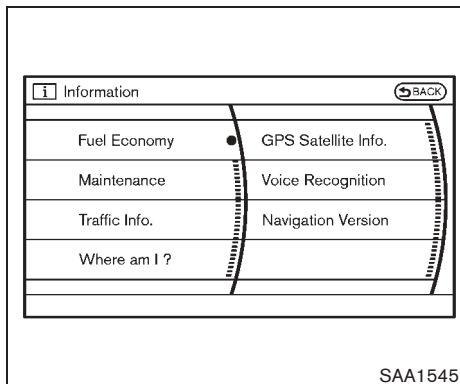 i Information
BACK
Fuel Economy
Maintenance
Traffic Info.
Where am I ?
GPS Satellite Info.
Voice Recognition
Navigation Version
SAA1545